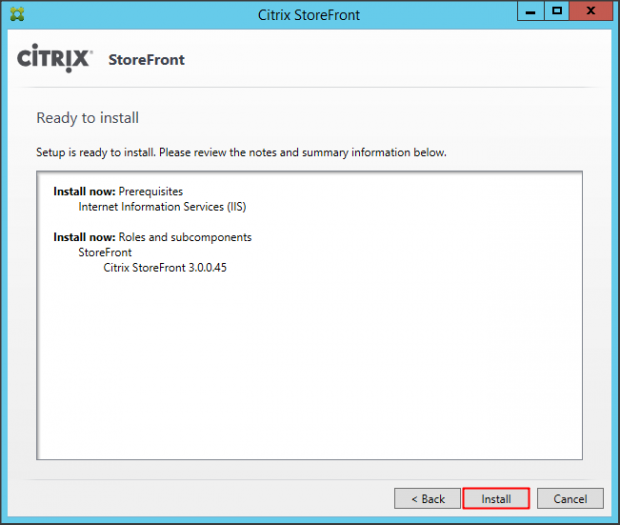 Citrix StoreFront
CİTRİX® StoreFront
Ready to install
Setup is ready to install. Please review the notes and summary information below.
Install now: Prerequisites
Internet Information Services (IIS)
Install now: Roles and subcomponents
StoreFront
Citrix StoreFront 3.0.0.45
< Back Install Cancel